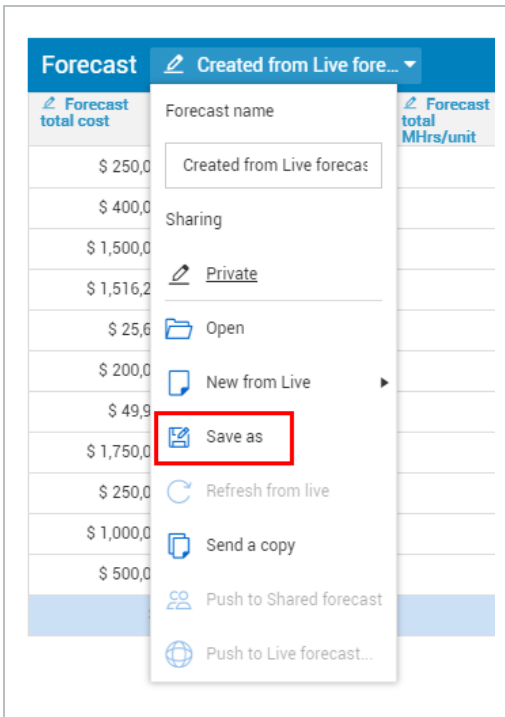 Forecast Created from Live fore...
Forecast total cost
Forecast total MHrs/unit
Forecast name
Created from Live forecas
Sharing
Private
Open
New from Live
Save as
Refresh from live
Send a copy
Push to Shared forecast
Push to Live forecast...
$ 250,0
$ 400,0
$ 1,500,0
$ 1,516,2
$ 25,6
$ 200,0
$ 49,9
$ 1,750,0
$ 250,0
$ 1,000,0
$ 500,0